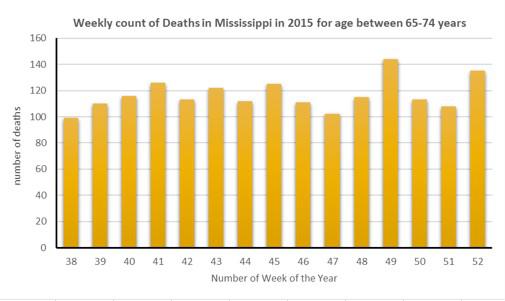 Weekly count of Deaths in Mississippi in 2015 for age between 65-74 years
number of deaths
160
140
120
100
80
60
40
20
0
38 39 40 41 42 43 44 45 46 47 48 49 50 51 52
Number of Week of the Year